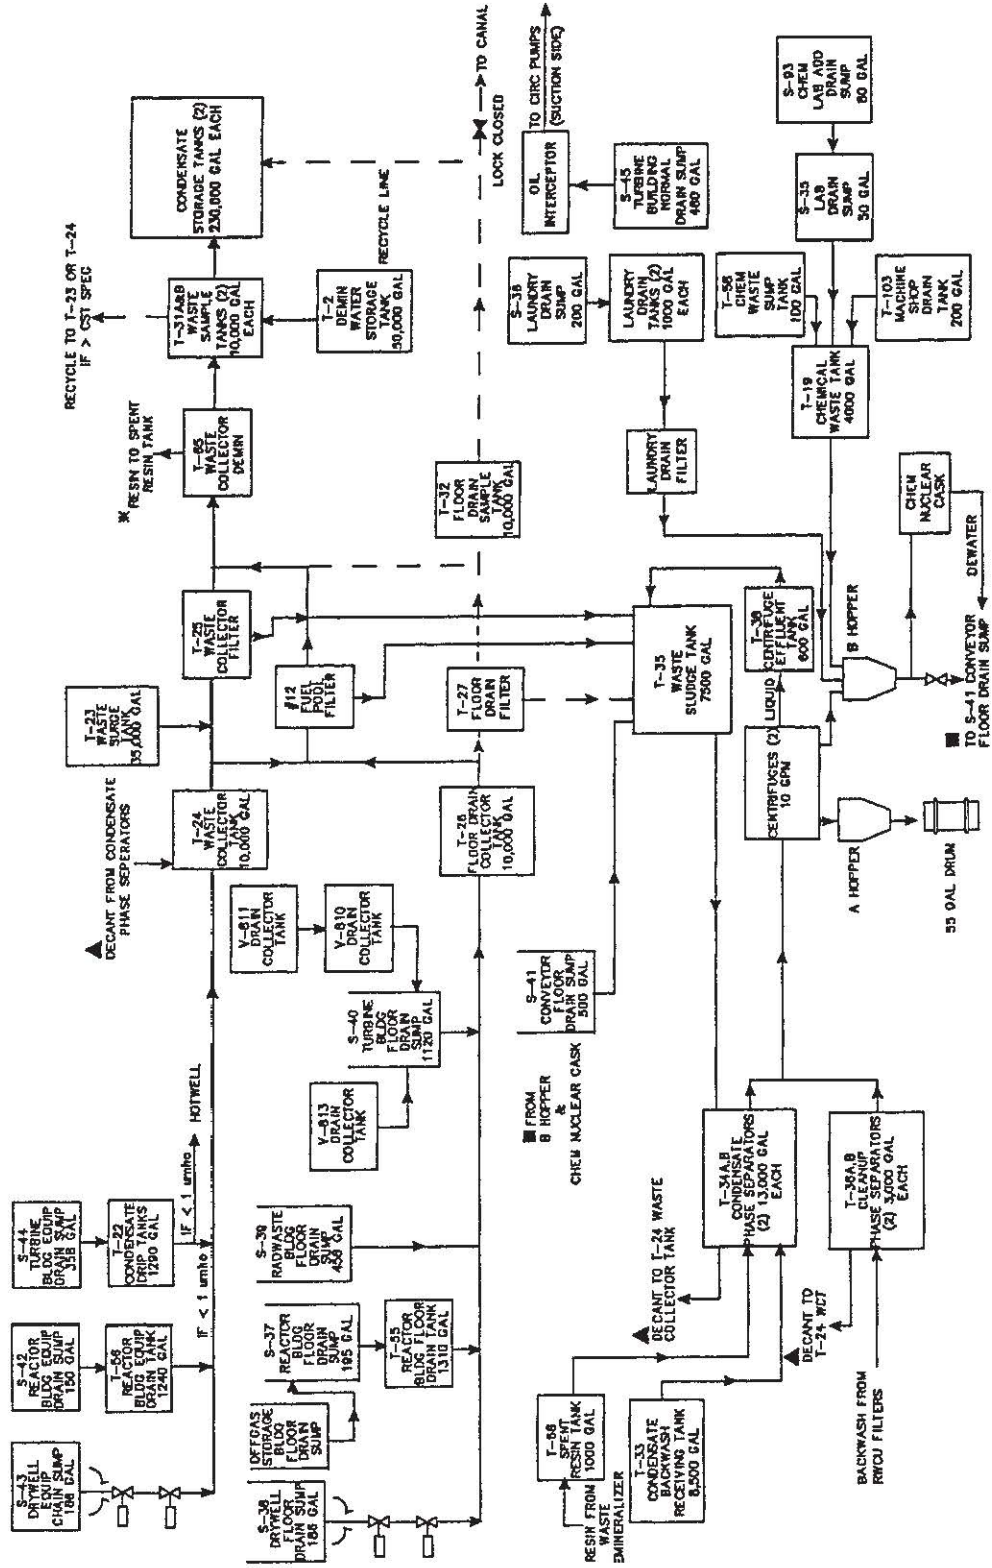 S-43
DRYWELL
EQUIP
CHAIN SUMP
188 GAL
S-42
REACTOR
BLDG EQUIP
DRAIN SUMP
150 GAL
T-56
REACTOR
BLDG EQUIP
DRAIN TANK
1240 GAL
S-44
TURBINE
BLDG EQUIP
DRAIN SUMP
358 GAL
T-22
CONDENSATE
DRIP TANKS
1290 GAL
IF < 1 umho
IF < 1 umho
HOTWELL
DECANT FROM CONDENSATE
PHASE SEPERATORS
T-24
WASTE
COLLECTOR
TANK
10,000 GAL
T-23
WASTE
SURGE
TANK
35,000 GAL
T-25
WASTE
COLLECTOR
FILTER
RESIN TO SPENT
RESIN TANK
T-65
WASTE
COLLECTOR
DEMIN
RECYCLE TO T-23 OR T-24
IF > CST SPEC
T-31A&B
WASTE
SAMPLE
TANKS (2)
10,000 GAL
EACH
CONDENSATE
STORAGE TANKS (2)
230,000 GAL EACH
T-2
DEMIN
WATER
STORAGE
TANK
50,000 GAL
RECYCLE LINE
OFFGAS
STORAGE
BLDG
FLOOR
DRAIN
SUMP
S-37
REACTOR
BLDG
FLOOR
DRAIN
SUMP
195 GAL
T-55
REACTOR
BLDG FLOOR
DRAIN TANK
1310 GAL
S-38
DRYWELL
FLOOR
DRAIN SUMP
188 GAL
S-39
RADWASTE
BLDG
FLOOR
DRAIN
SUMP
438 GAL
V-811
DRAIN
COLLECTOR
TANK
V-810
DRAIN
COLLECTOR
TANK
V-813
DRAIN
COLLECTOR
TANK
S-40
TURBINE
BLDG
FLOOR
DRAIN
SUMP
1120 GAL
#12
FUEL
POOL
FILTER
T-26
FLOOR DRAIN
COLLECTOR
TANK
10,000 GAL
T-27
FLOOR
DRAIN
FILTER
T-32
FLOOR
DRAIN
SAMPLE
TANK
10,000 GAL
TO CANAL
LOCK CLOSED
FROM
B HOPPER
&
CHEM NUCLEAR CASK
S-41
CONVEYOR
FLOOR
DRAIN SUMP
500 GAL
T-35
WASTE
SLUDGE TANK
7500 GAL
S-36
LAUNDRY
DRAIN
SUMP
200 GAL
LAUNDRY
DRAIN
TANKS (2)
1000 GAL
EACH
LAUNDRY
DRAIN
FILTER
OIL
INTERCEPTOR
TO CIRC PUMPS
(SUCTION SIDE)
S-45
TURBINE
BUILDING
NORMAL
DRAIN SUMP
480 GAL
T-68
SPENT
RESIN TANK
1000 GAL
RESIN FROM
WASTE
EMINERALIZER
T-33
CONDENSATE
BACKWASH
RECEIVING TANK
8,500 GAL
DECANT TO T-24 WASTE
COLLECTOR TANK
T-34A,B
CONDENSATE
PHASE SEPARATORS
(2) 13,000 GAL
EACH
DECANT TO
T-24 WCT
T-36A,B
CLEANUP
PHASE SEPARATORS
(2) 3,000 GAL
EACH
BACKWASH FROM
RWCU FILTERS
CENTRIFUGES (2)
10 GPM
LIQUID
T-38
CENTRIFUGE
EFFLUENT
TANK
600 GAL
A HOPPER
55 GAL DRUM
B HOPPER
TO S-41 CONVEYOR
FLOOR DRAIN SUMP
DEWATER
CHEM
NUCLEAR
CASK
T-19
CHEMICAL
WASTE TANK
4000 GAL
T-58
CHEM
WASTE
SUMP
TANK
100 GAL
T-103
MACHINE
SHOP
DRAIN
TANK
200 GAL
S-35
LAB
DRAIN
SUMP
50 GAL
S-93
CHEM
LAB ADD
DRAIN
SUMP
60 GAL